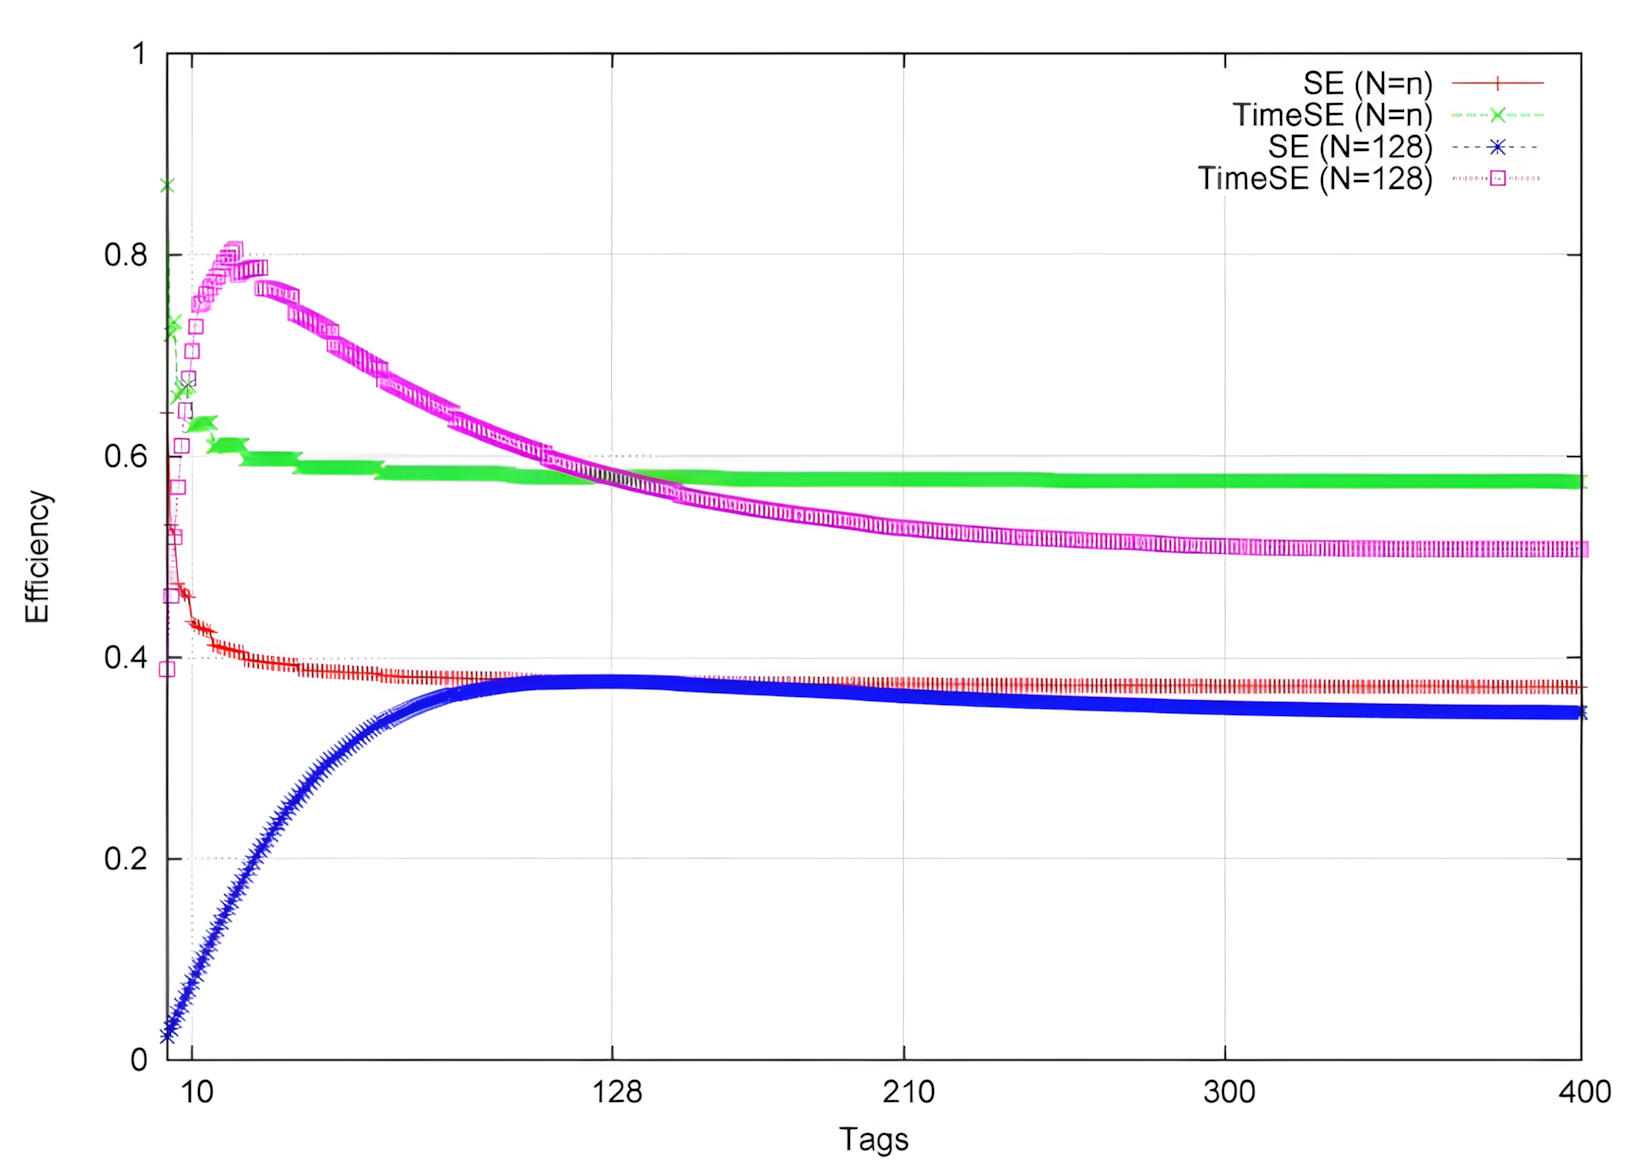 1
0.8
0.6
0.4
0.2
0
Efficiency
SE (N=n)
TimeSE (N=n)
SE (N=128)
TimeSE (N=128)
10 128 210 300 400
Tags